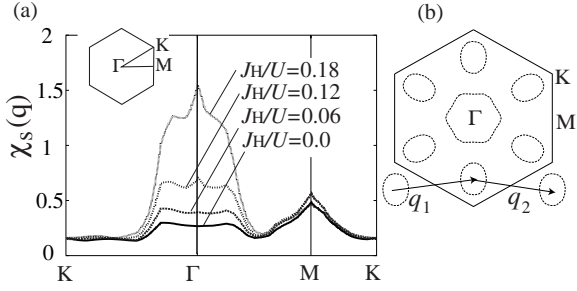 (a)
K
Γ
M
2
1.5
1
0.5
0
χs(q)
JH/U=0.18
JH/U=0.12
JH/U=0.06
JH/U=0.0
K
Γ
M
K
(b)
K
Γ
M
q1
q2